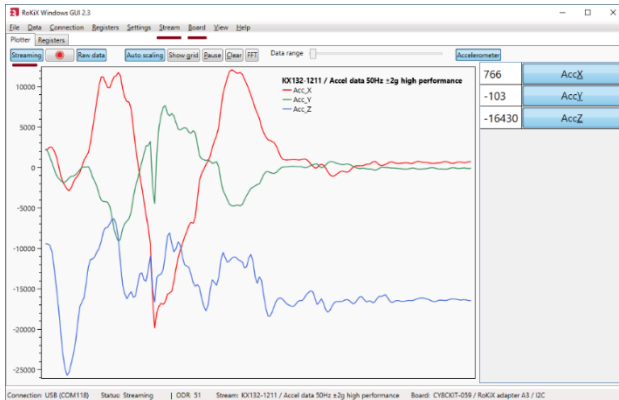 RoKiX Windows GUI 2.3
File Data Connection Registers Settings Stream Board View Help
Plotter Registers
Streaming Raw data Auto scaling Show grid Pause Clear FFT Data range Accelerometer
KX132-1211 / Accel data 50Hz ±2g high performance
Acc_X
Acc_Y
Acc_Z
10000
5000
0
-5000
-10000
-15000
-20000
-25000
766 AccX
-103 AccY
-16430 AccZ
Connection: USB (COM118) Status: Streaming | ODR: 51 Stream: KX132-1211 / Accel data 50Hz ±2g high performance Board: CY8CKIT-059 / RoKiX adapter A3 / I2C